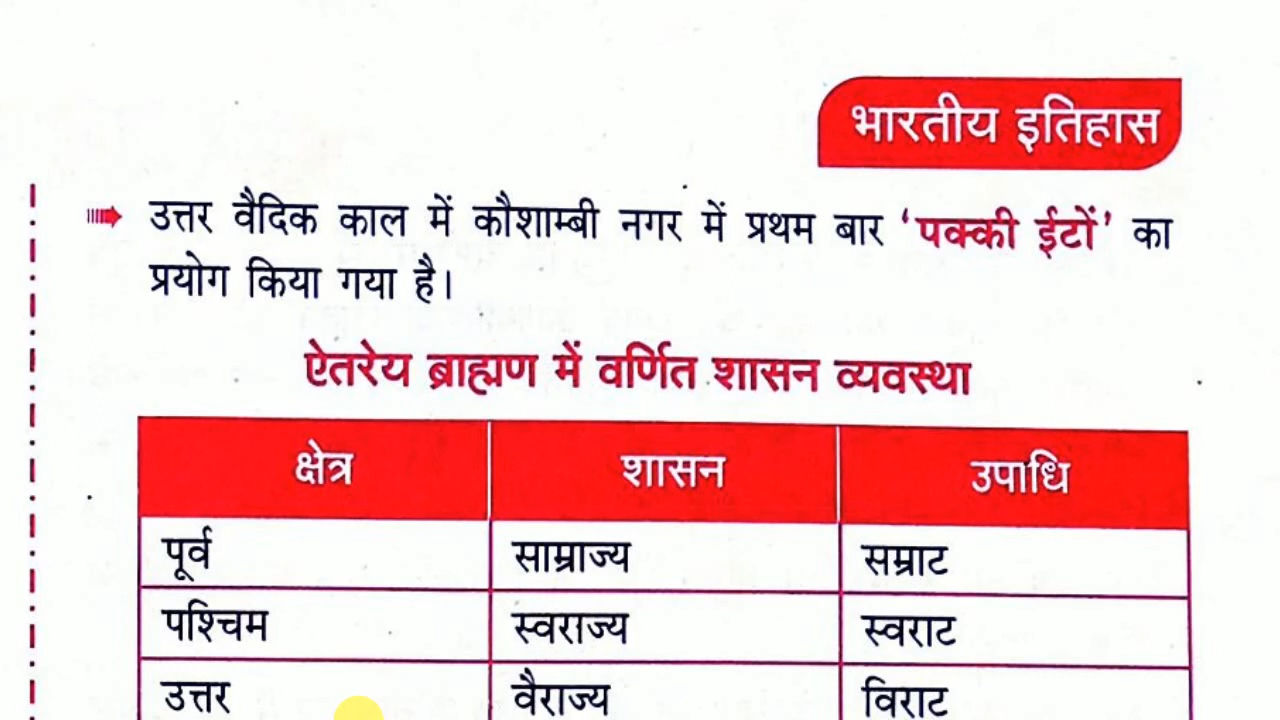 भारतीय इतिहास
उत्तर वैदिक काल में कौशाम्बी नगर में प्रथम बार ‘पक्की ईटों’ का
प्रयोग किया गया है।
ऐतरेय ब्राह्मण में वर्णित शासन व्यवस्था
क्षेत्र शासन उपाधि
पूर्व साम्राज्य सम्राट
पश्चिम स्वराज्य स्वराट
उत्तर वैराज्य विराट